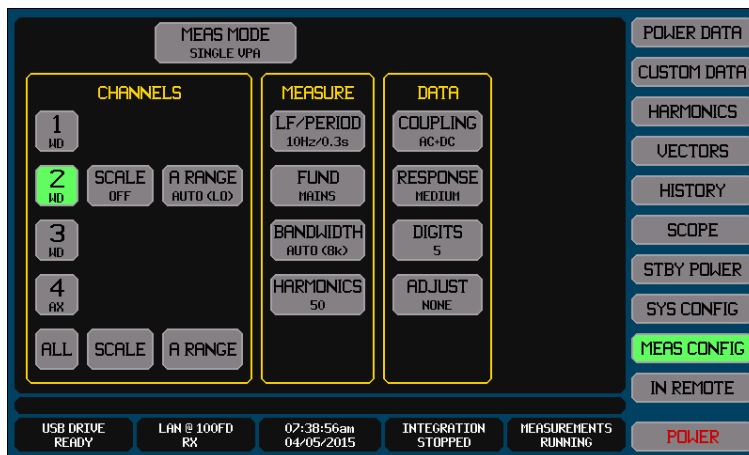 MEAS MODE
SINGLE VPA
CHANNELS
1
WD
2
WD
SCALE
OFF
A RANGE
AUTO (LO)
3
WD
4
AX
ALL
SCALE
A RANGE
MEASURE
LF/PERIOD
10Hz/0.3s
FUND
MAINS
BANDWIDTH
AUTO (8k)
HARMONICS
50
DATA
COUPLING
AC+DC
RESPONSE
MEDIUM
DIGITS
5
ADJUST
NONE
POWER DATA
CUSTOM DATA
HARMONICS
VECTORS
HISTORY
SCOPE
STBY POWER
SYS CONFIG
MEAS CONFIG
IN REMOTE
POWER
USB DRIVE
READY
LAN @ 100FD
RX
07:38:56am
04/05/2015
INTEGRATION
STOPPED
MEASUREMENTS
RUNNING